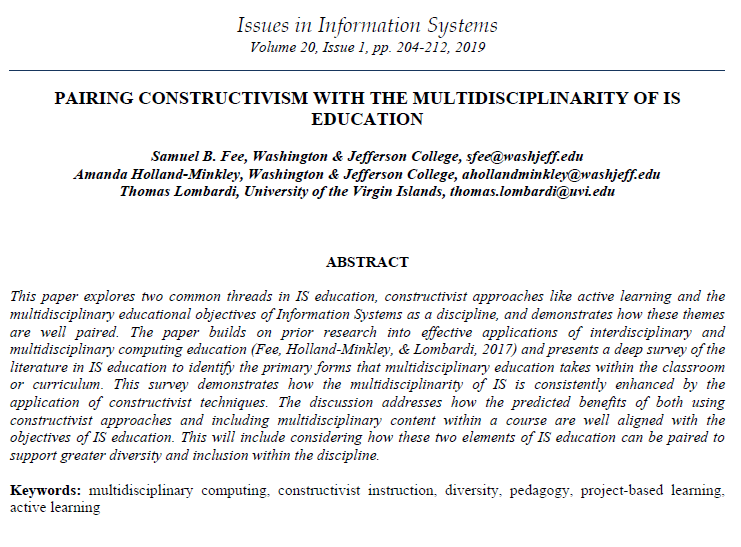 Issues in Information Systems
Volume 20, Issue 1, pp. 204-212, 2019
PAIRING CONSTRUCTIVISM WITH THE MULTIDISCIPLINARITY OF IS
EDUCATION
Samuel B. Fee, Washington & Jefferson College, sfee@washjeff.edu
Amanda Holland-Minkley, Washington & Jefferson College, ahollandminkley@washjeff.edu
Thomas Lombardi, University of the Virgin Islands, thomas.lombardi@uvi.edu
ABSTRACT
This paper explores two common threads in IS education, constructivist approaches like active learning and the
multidisciplinary educational objectives of Information Systems as a discipline, and demonstrates how these themes
are well paired. The paper builds on prior research into effective applications of interdisciplinary and
multidisciplinary computing education (Fee, Holland-Minkley, & Lombardi, 2017) and presents a deep survey of the
literature in IS education to identify the primary forms that multidisciplinary education takes within the classroom
or curriculum. This survey demonstrates how the multidisciplinarity of IS is consistently enhanced by the
application of constructivist techniques. The discussion addresses how the predicted benefits of both using
constructivist approaches and including multidisciplinary content within a course are well aligned with the
objectives of IS education. This will include considering how these two elements of IS education can be paired to
support greater diversity and inclusion within the discipline.
Keywords: multidisciplinary computing, constructivist instruction, diversity, pedagogy, project-based learning,
active learning